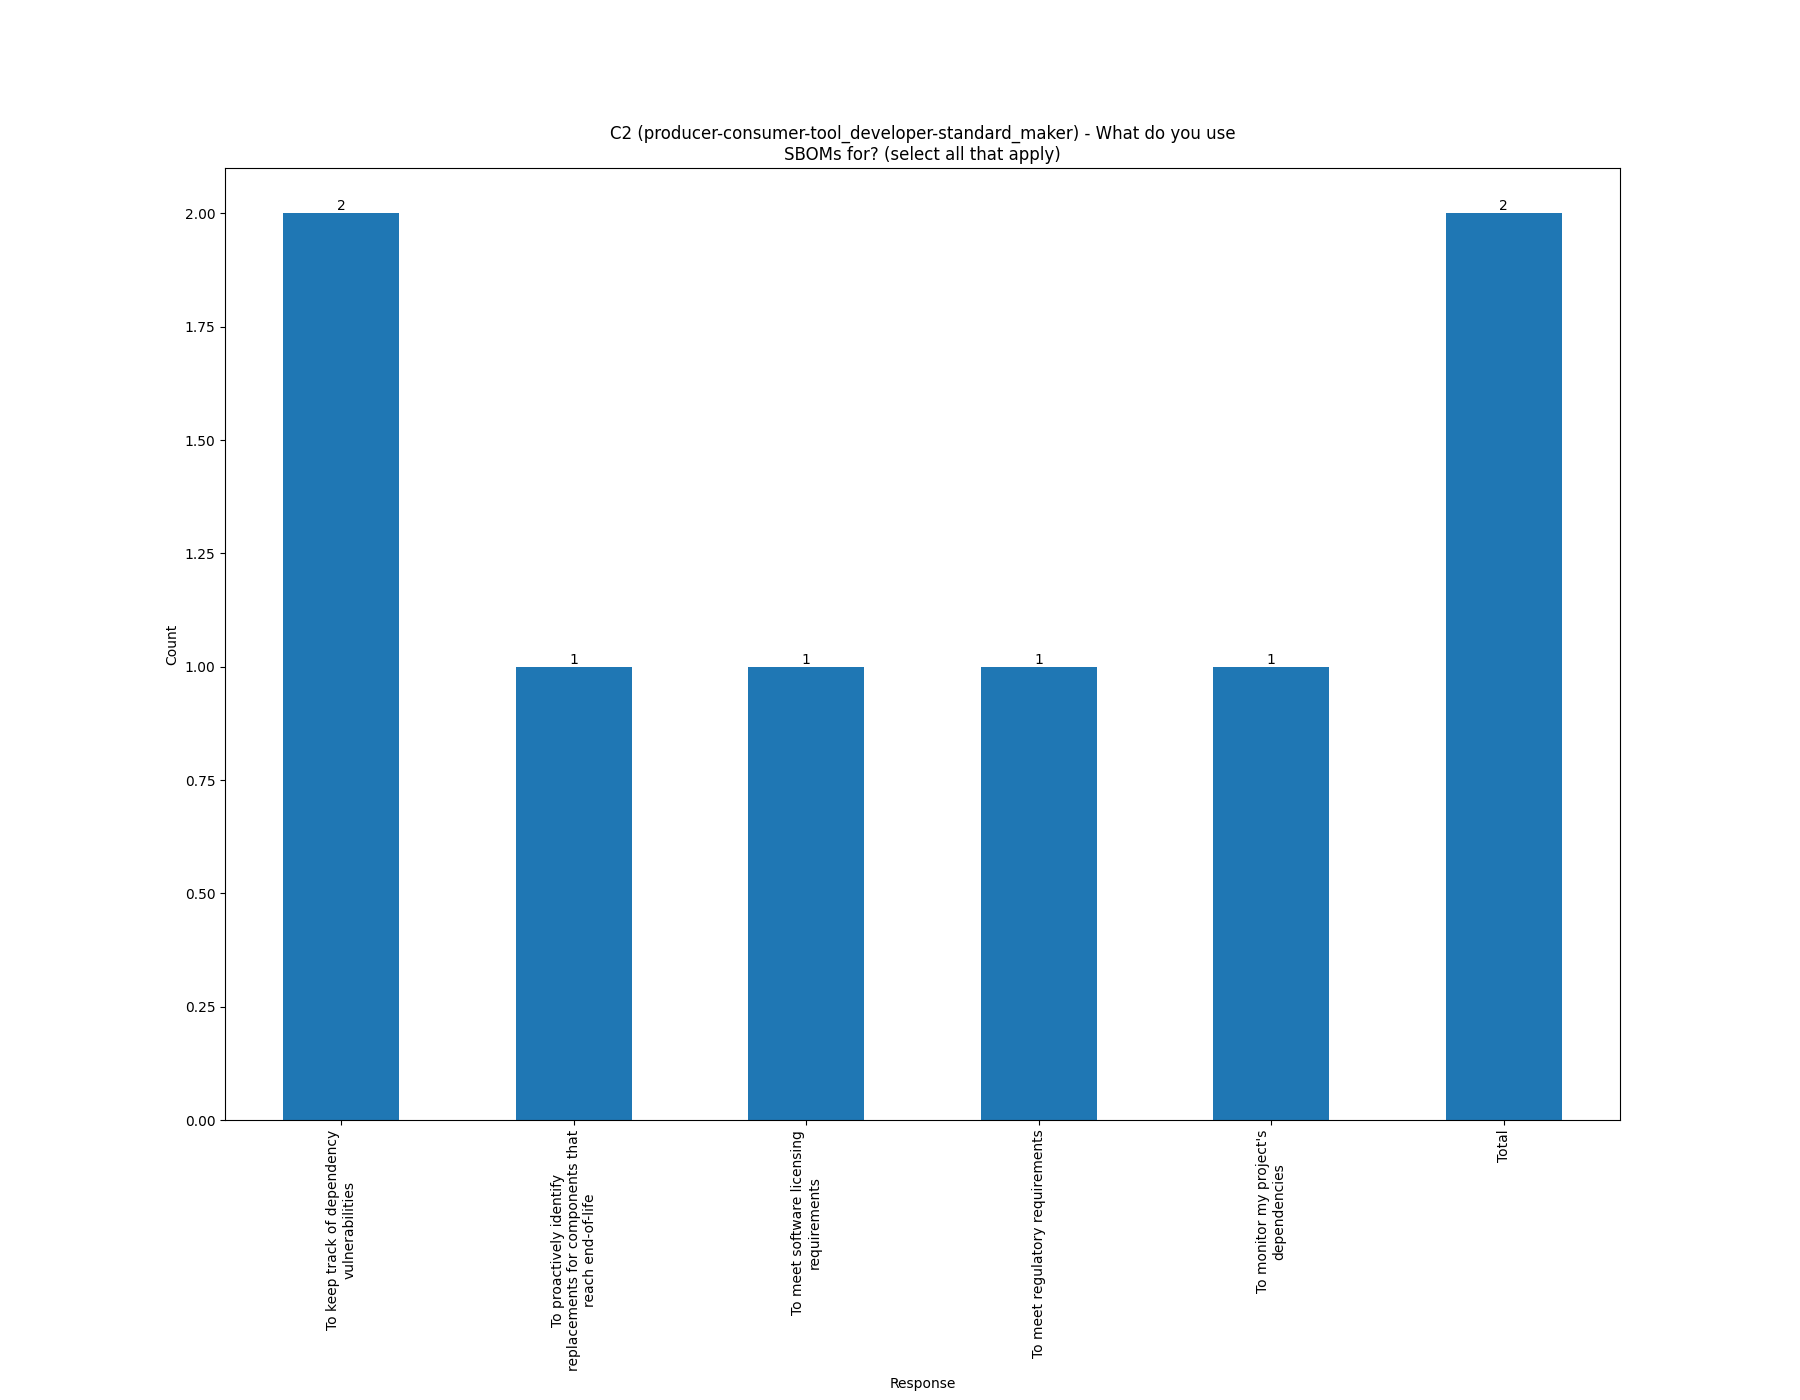 C2 (producer-consumer-tool_developer-standard_maker) - What do you use
SBOMs for? (select all that apply)
2
1
1
1
1
2
2.00
1.75
1.50
1.25
1.00
0.75
0.50
0.25
0.00
Count
To keep track of dependency
vulnerabilities
To proactively identify
replacements for components that
reach end-of-life
To meet software licensing
requirements
To meet regulatory requirements
To monitor my project's
dependencies
Total
Response